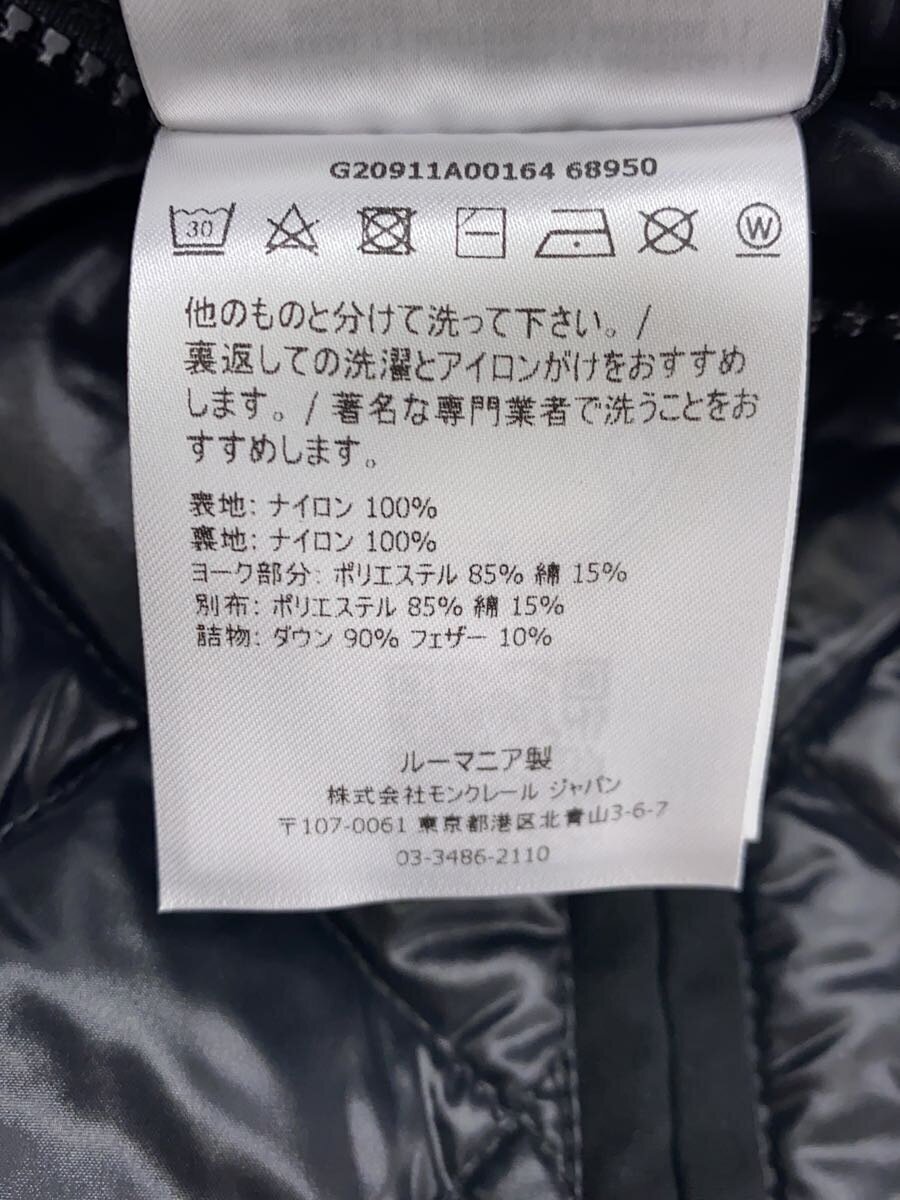 G20911A00164 68950
30 W
他のものと分けて洗って下さい。/
裏返しての洗濯とアイロンがけをおすすめ
します。/ 著名な専門業者で洗うことをお
すすめします。
表地: ナイロン 100%
裏地: ナイロン 100%
ヨーク部分: ポリエステル 85% 綿 15%
別布: ポリエステル 85% 綿 15%
詰物: ダウン 90% フェザー 10%
ルーマニア製
株式会社モンクレール ジャパン
〒107-0061 東京都港区北青山3-6-7
03-3486-2110